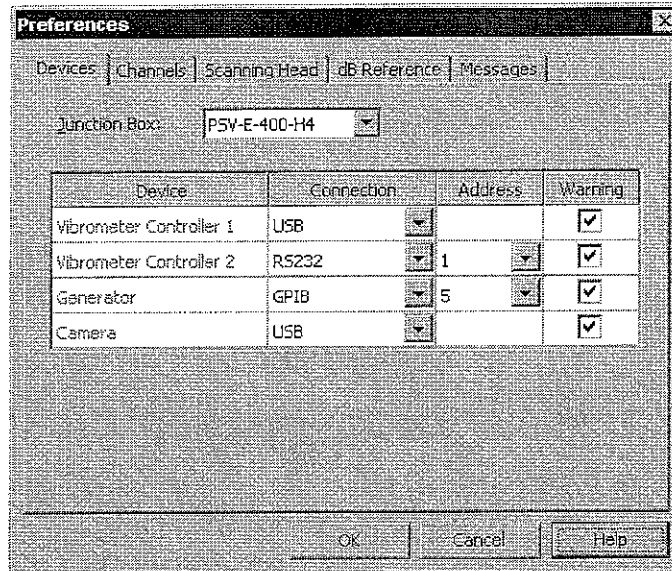 Preferences
Devices Channels Scanning Head dB Reference Messages
Junction Box: PSV-E-400-H4
Device Connection Address Warning
Vibrometer Controller 1 USB
Vibrometer Controller 2 RS232 1
Generator GPIB 5
Camera USB
OK Cancel Help